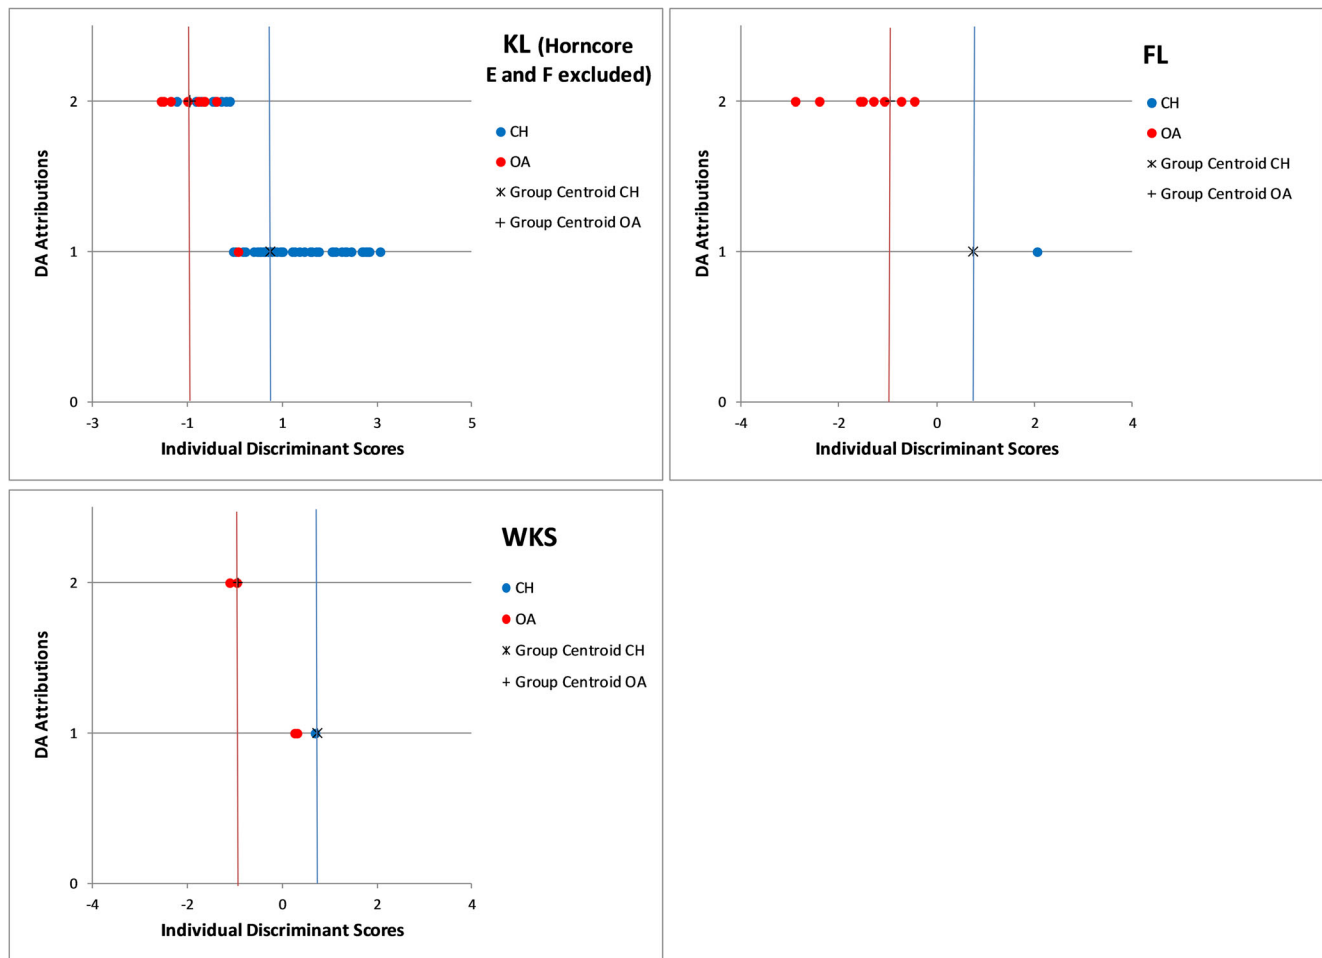 KL (Horncore
E and F excluded)
CH
OA
Group Centroid CH
Group Centroid OA
DA Attributions
2
1
0
-3
-1
1
3
5
Individual Discriminant Scores
FL
CH
OA
Group Centroid CH
Group Centroid OA
DA Attributions
2
1
0
-4
-2
0
2
4
Individual Discriminant Scores
WKS
CH
OA
Group Centroid CH
Group Centroid OA
DA Attributions
2
1
0
-4
-2
0
2
4
Individual Discriminant Scores